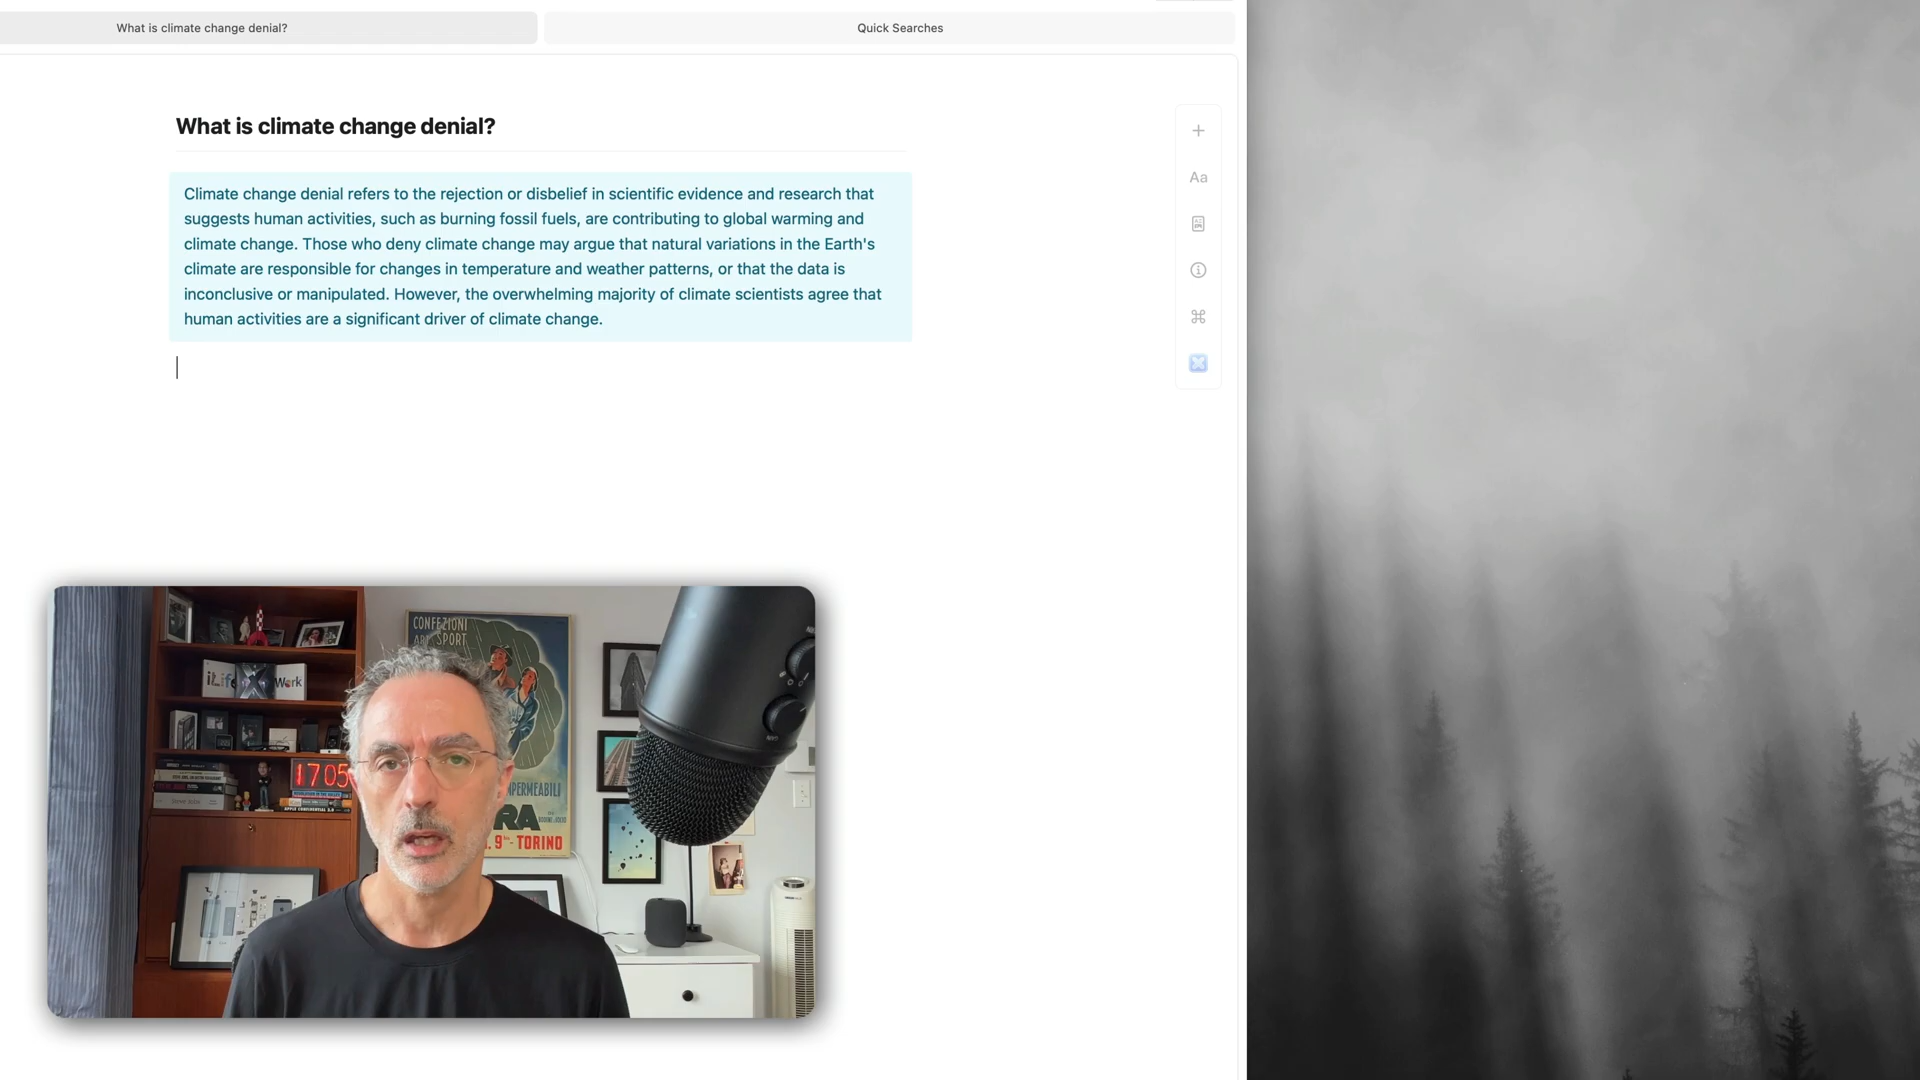 What is climate change denial?
Quick Searches
What is climate change denial?
Climate change denial refers to the rejection or disbelief in scientific evidence and research that
suggests human activities, such as burning fossil fuels, are contributing to global warming and
climate change. Those who deny climate change may argue that natural variations in the Earth's
climate are responsible for changes in temperature and weather patterns, or that the data is
inconclusive or manipulated. However, the overwhelming majority of climate scientists agree that
human activities are a significant driver of climate change.
Aa
CONFEZIONI
SPORT
iLife
Work
1705
MPERMEABILI
RA
TORINO